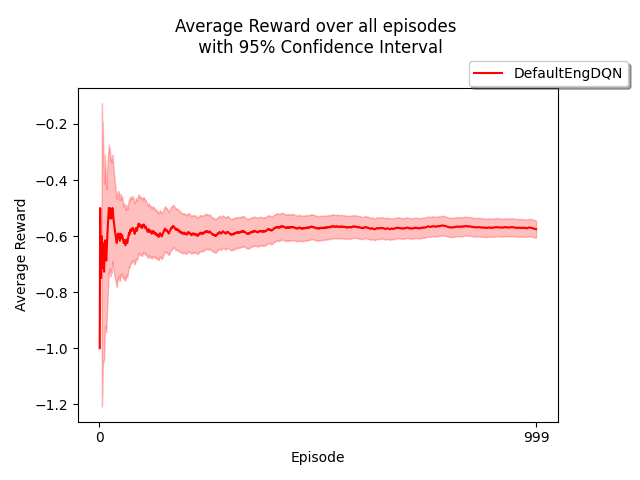 Average Reward over all episodes
with 95% Confidence Interval
DefaultEngDQN
Average Reward
−0.2
−0.4
−0.6
−0.8
−1.0
−1.2
0
999
Episode